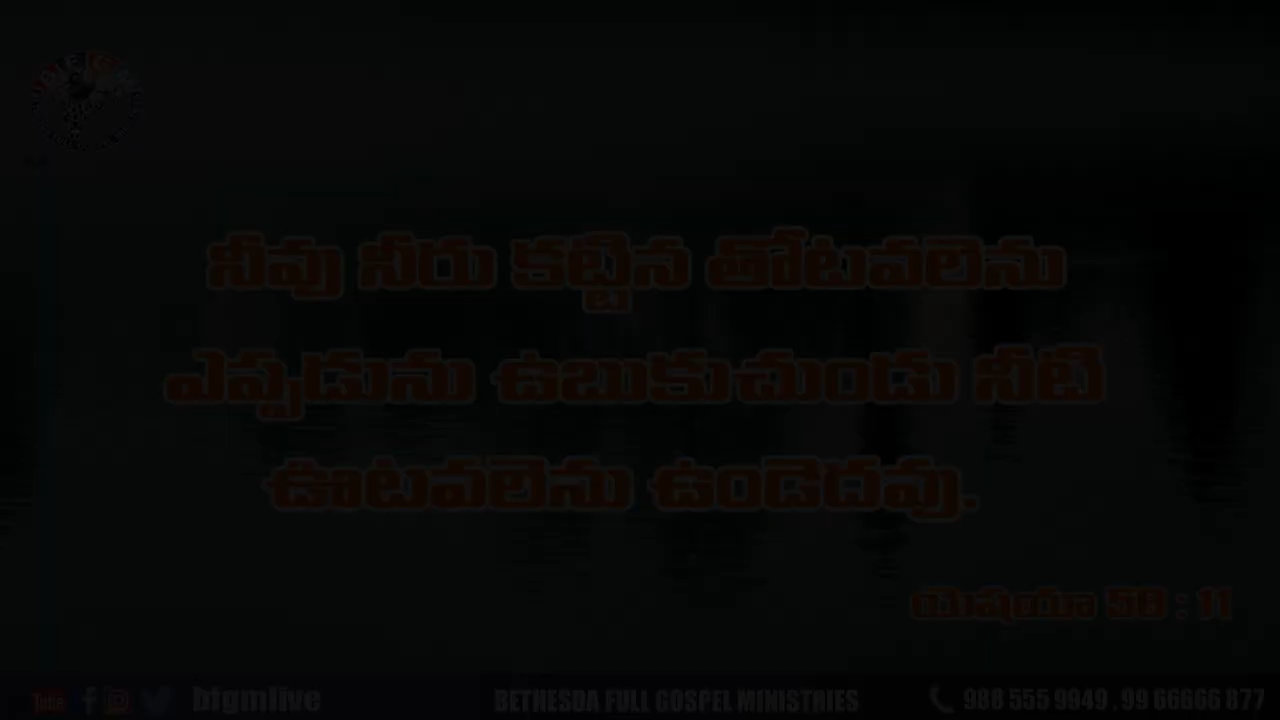 నీవు నీరు కట్టిన తోటవలెను
ఎప్పుడును ఉబుకుచుండు నీటి
ఊటవలెను ఉండెదవు.
యెషయా 58 : 11
Tube bfgmlive BETHESDA FULL GOSPEL MINISTRIES 988 555 9949 , 99 66666 877